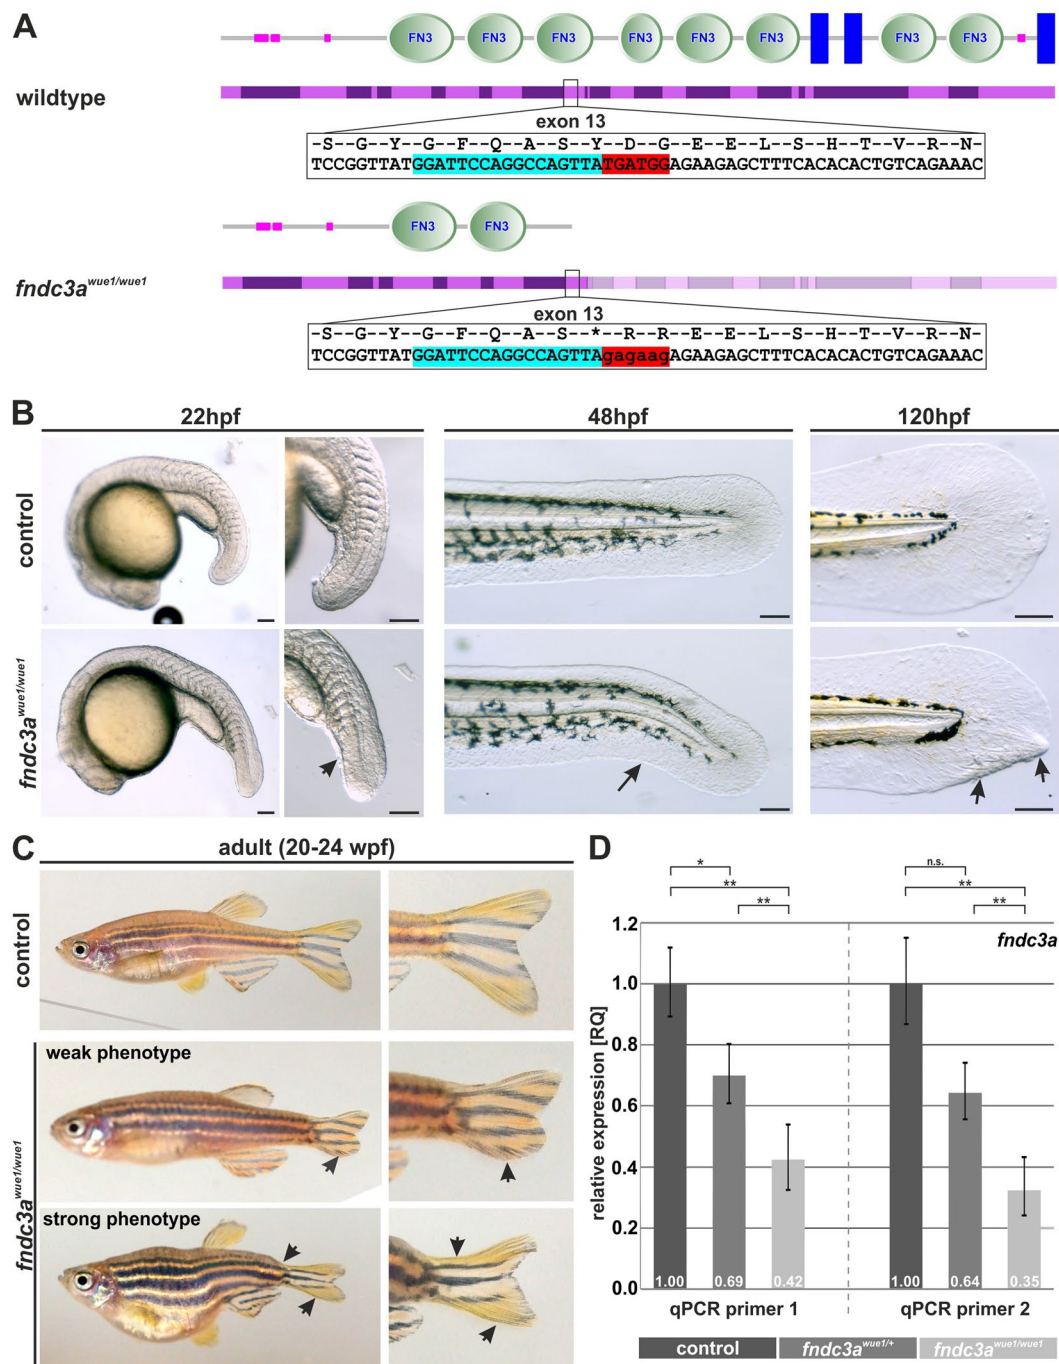 A
FN3 FN3 FN3 FN3 FN3 FN3 FN3 FN3
wildtype
exon 13
-S--G--Y--G--F--Q--A--S--Y--D--G--E--E--L--S--H--T--V--R--N-
TCCGGTTATGGATTCCAGGCCAGTTATGATGGAGAAGAGCTTTCACACACTGTCAGAAAC
FN3 FN3
fndc3a wue1/wue1
exon 13
-S--G--Y--G--F--Q--A--S--*--R--R--E--E--L--S--H--T--V--R--N-
TCCGGTTATGGATTCCAGGCCAGTTAgagaagAGAAGAGCTTTCACACACTGTCAGAAAC
B
22hpf 48hpf 120hpf
control
fndc3a wue1/wue1
C
adult (20-24 wpf)
control
fndc3a wue1/wue1
weak phenotype
strong phenotype
D
* n.s.
** **
** **
fndc3a
relative expression [RQ]
1.2
1.0
0.8
0.6
0.4
0.2
0.0
1.00 0.69 0.42 1.00 0.64 0.35
qPCR primer 1 qPCR primer 2
control fndc3a wue1/+ fndc3a wue1/wue1